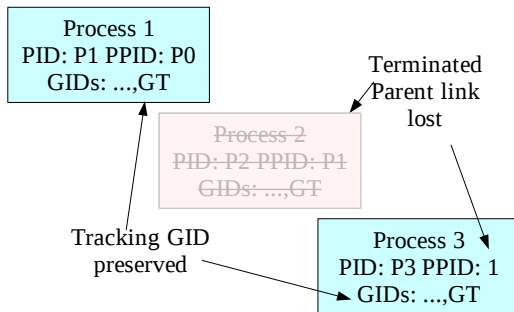 Process 1
PID: P1 PPID: P0
GIDs: ...,GT
Terminated
Parent link
lost
Process 2
PID: P2 PPID: P1
GIDs: ...,GT
Tracking GID
preserved
Process 3
PID: P3 PPID: 1
GIDs: ...,GT